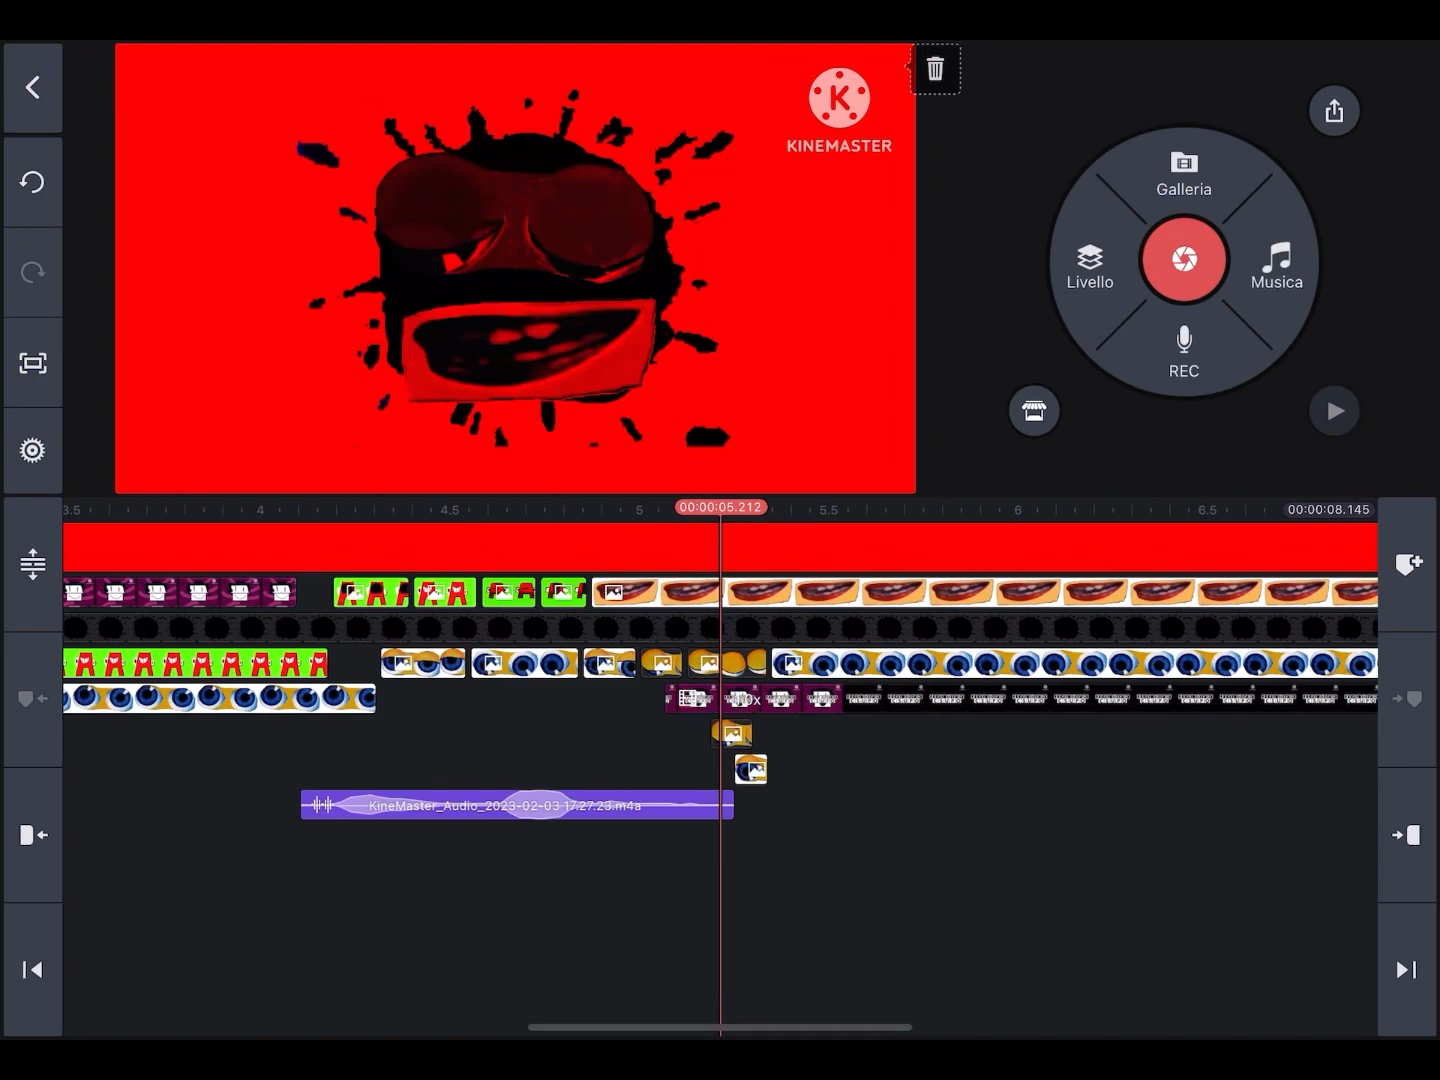 K
KINEMASTER
Galleria
Livello
Musica
REC
3.5
4
4.5
5
00:00:05.212
5.5
6
6.5
00:00:08.145
KineMaster_Audio_2023-02-03 17.27.23.m4a